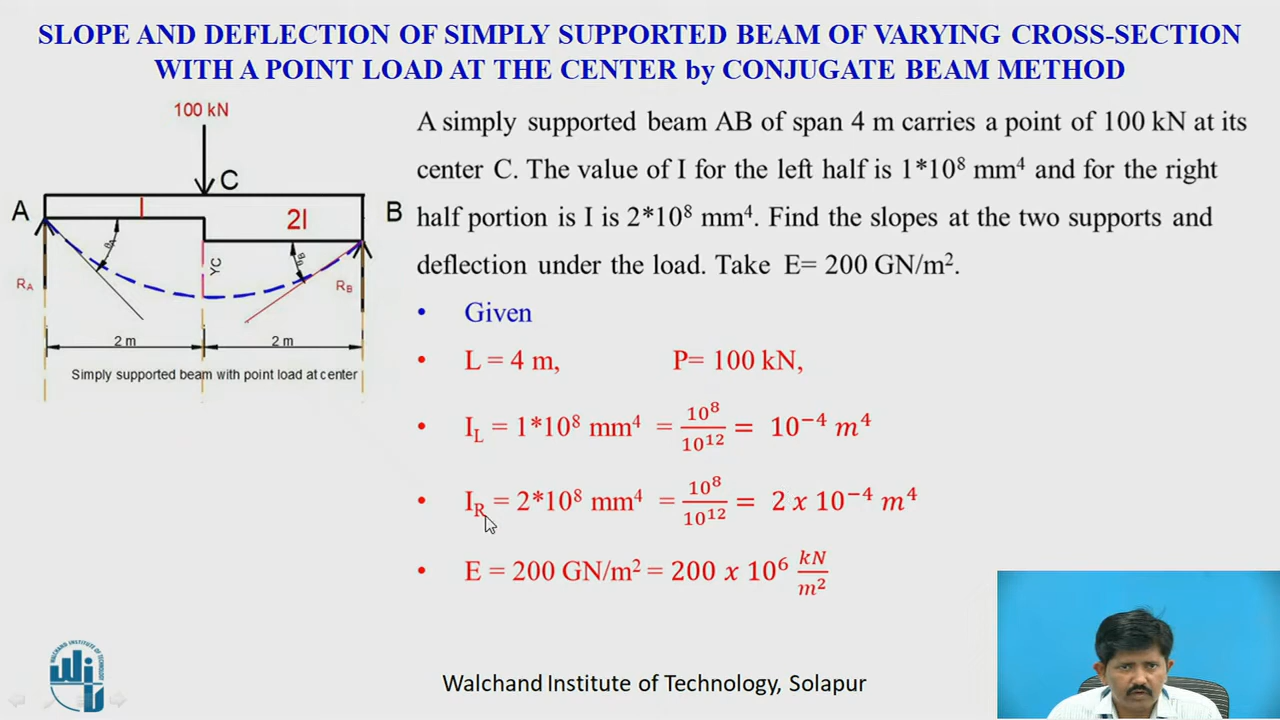 SLOPE AND DEFLECTION OF SIMPLY SUPPORTED BEAM OF VARYING CROSS-SECTION
WITH A POINT LOAD AT THE CENTER by CONJUGATE BEAM METHOD
100 kN
C
A
I
2I
B
YC
RA
RB
2 m
2 m
Simply supported beam with point load at center
A simply supported beam AB of span 4 m carries a point of 100 kN at its
center C. The value of I for the left half is 1*10⁸ mm⁴ and for the right
half portion is I is 2*10⁸ mm⁴. Find the slopes at the two supports and
deflection under the load. Take E= 200 GN/m².
• Given
• L = 4 m, P= 100 kN,
• I_L = 1*10⁸ mm⁴ = 10⁸/10¹² = 10⁻⁴ m⁴
• I_R = 2*10⁸ mm⁴ = 10⁸/10¹² = 2 x 10⁻⁴ m⁴
• E = 200 GN/m² = 200 x 10⁶ kN/m²
Walchand Institute of Technology, Solapur